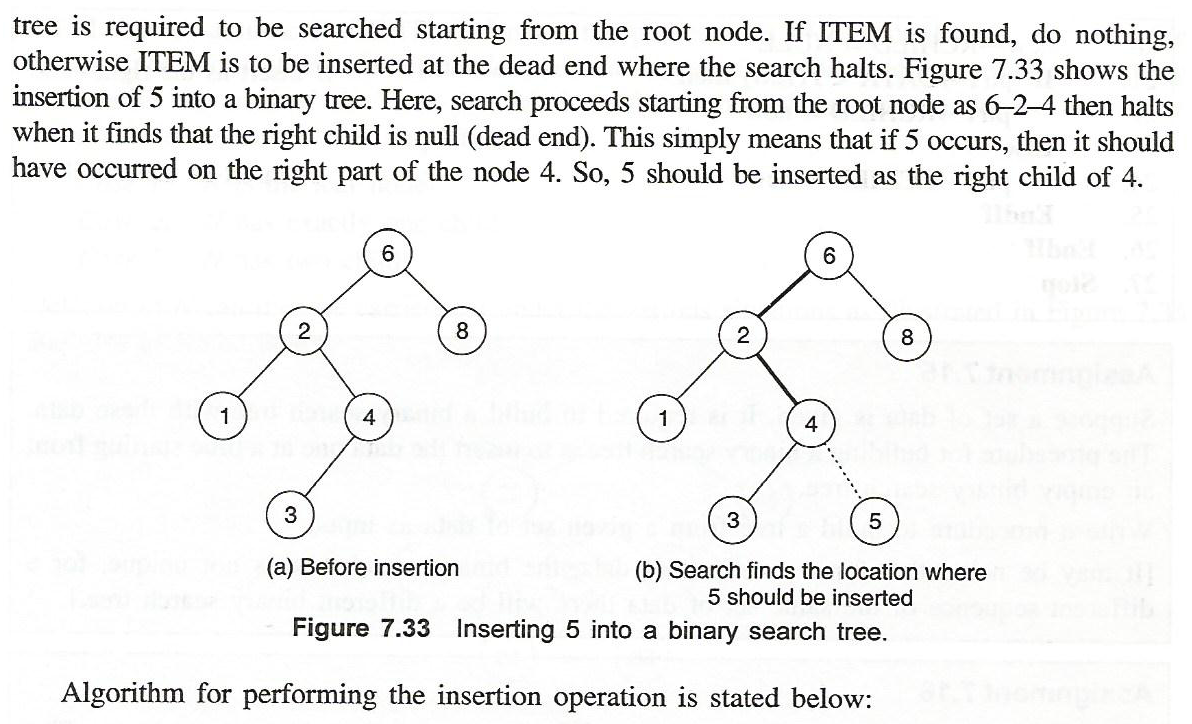 tree is required to be searched starting from the root node. If ITEM is found, do nothing,
otherwise ITEM is to be inserted at the dead end where the search halts. Figure 7.33 shows the
insertion of 5 into a binary tree. Here, search proceeds starting from the root node as 6–2–4 then halts
when it finds that the right child is null (dead end). This simply means that if 5 occurs, then it should
have occurred on the right part of the node 4. So, 5 should be inserted as the right child of 4.
6
2
8
1
4
3
(a) Before insertion
6
2
8
1
4
3
5
(b) Search finds the location where
5 should be inserted
Figure 7.33 Inserting 5 into a binary search tree.
Algorithm for performing the insertion operation is stated below: